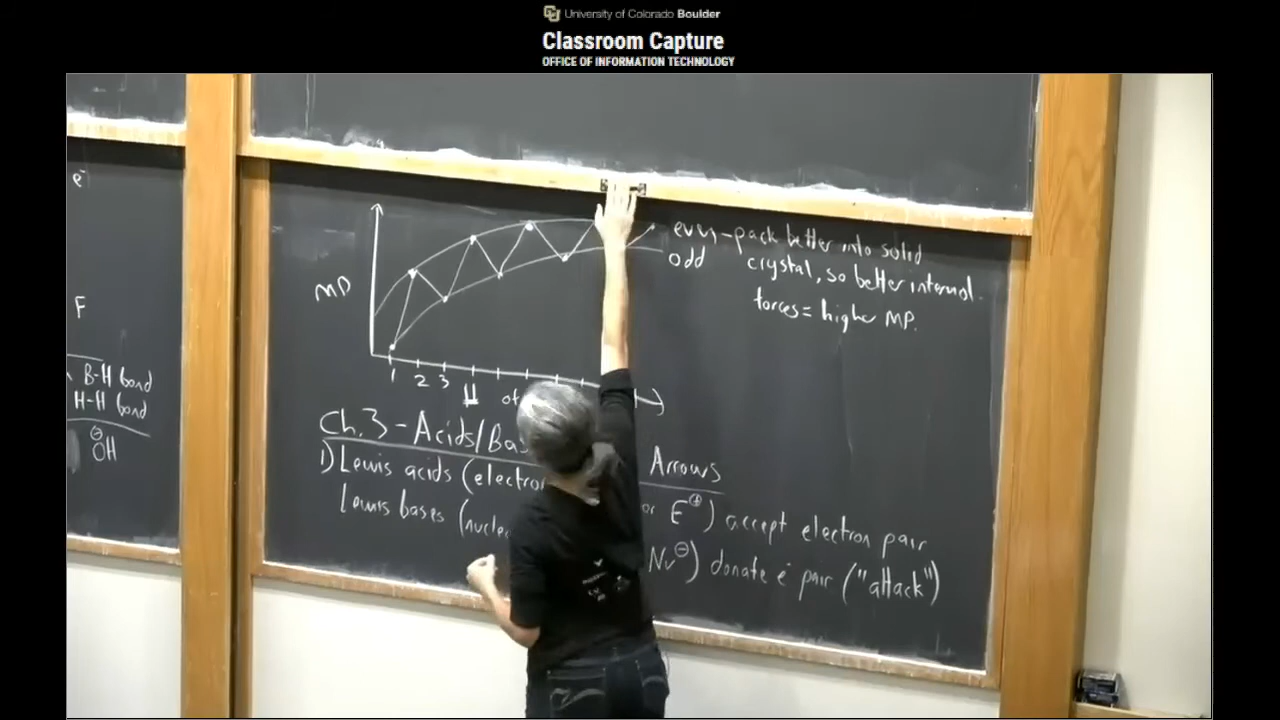 University of Colorado Boulder
Classroom Capture
OFFICE OF INFORMATION TECHNOLOGY
e⁻
F
B-H bond
H-H bond
⊖
OH
MP
even - pack better into solid
odd crystal, so better internal
forces = higher MP.
1 2 3 of
Ch.3 - Acids/Bas Arrows
1) Lewis acids (electro or E⊕) accept electron pair
Lewis bases (nucleo Nu⊖) donate e⁻ pair ("attack")